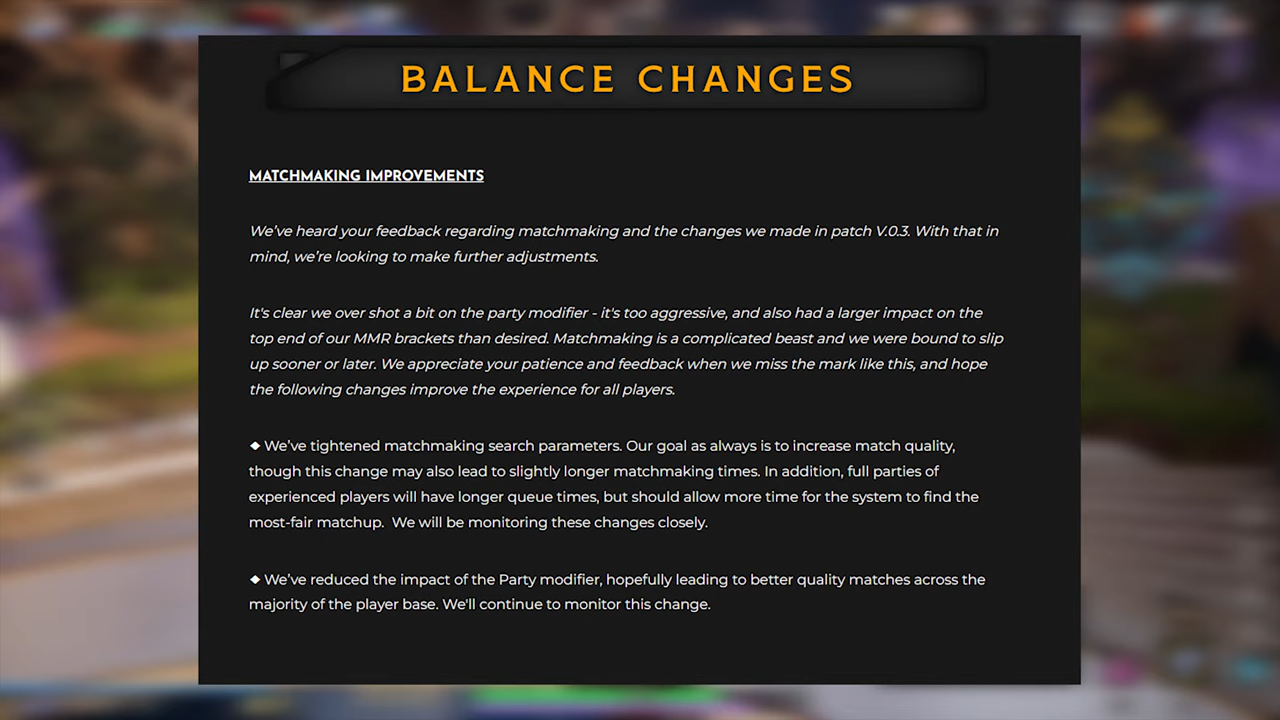 BALANCE CHANGES
MATCHMAKING IMPROVEMENTS
We've heard your feedback regarding matchmaking and the changes we made in patch V.0.3. With that in
mind, we're looking to make further adjustments.
It's clear we over shot a bit on the party modifier - it's too aggressive, and also had a larger impact on the
top end of our MMR brackets than desired. Matchmaking is a complicated beast and we were bound to slip
up sooner or later. We appreciate your patience and feedback when we miss the mark like this, and hope
the following changes improve the experience for all players.
◆ We've tightened matchmaking search parameters. Our goal as always is to increase match quality,
though this change may also lead to slightly longer matchmaking times. In addition, full parties of
experienced players will have longer queue times, but should allow more time for the system to find the
most-fair matchup.  We will be monitoring these changes closely.
◆ We've reduced the impact of the Party modifier, hopefully leading to better quality matches across the
majority of the player base. We'll continue to monitor this change.